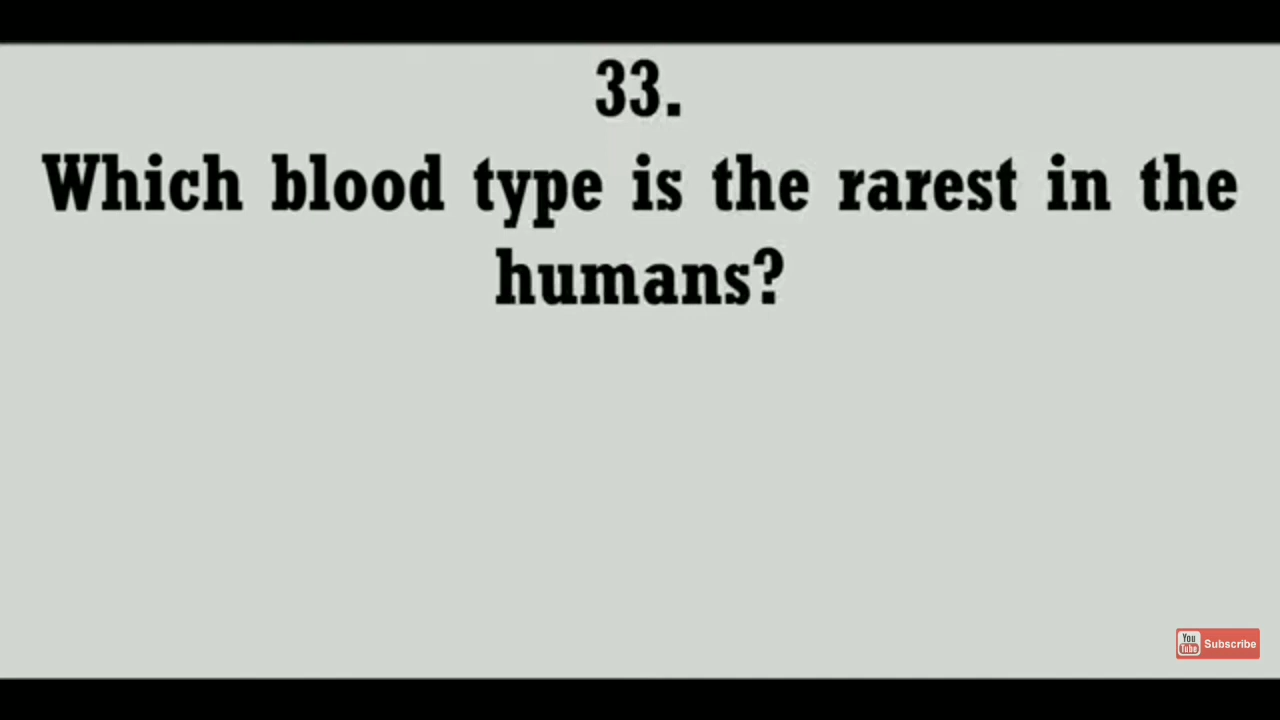 33.
Which blood type is the rarest in the
humans?
You
Tube
Subscribe